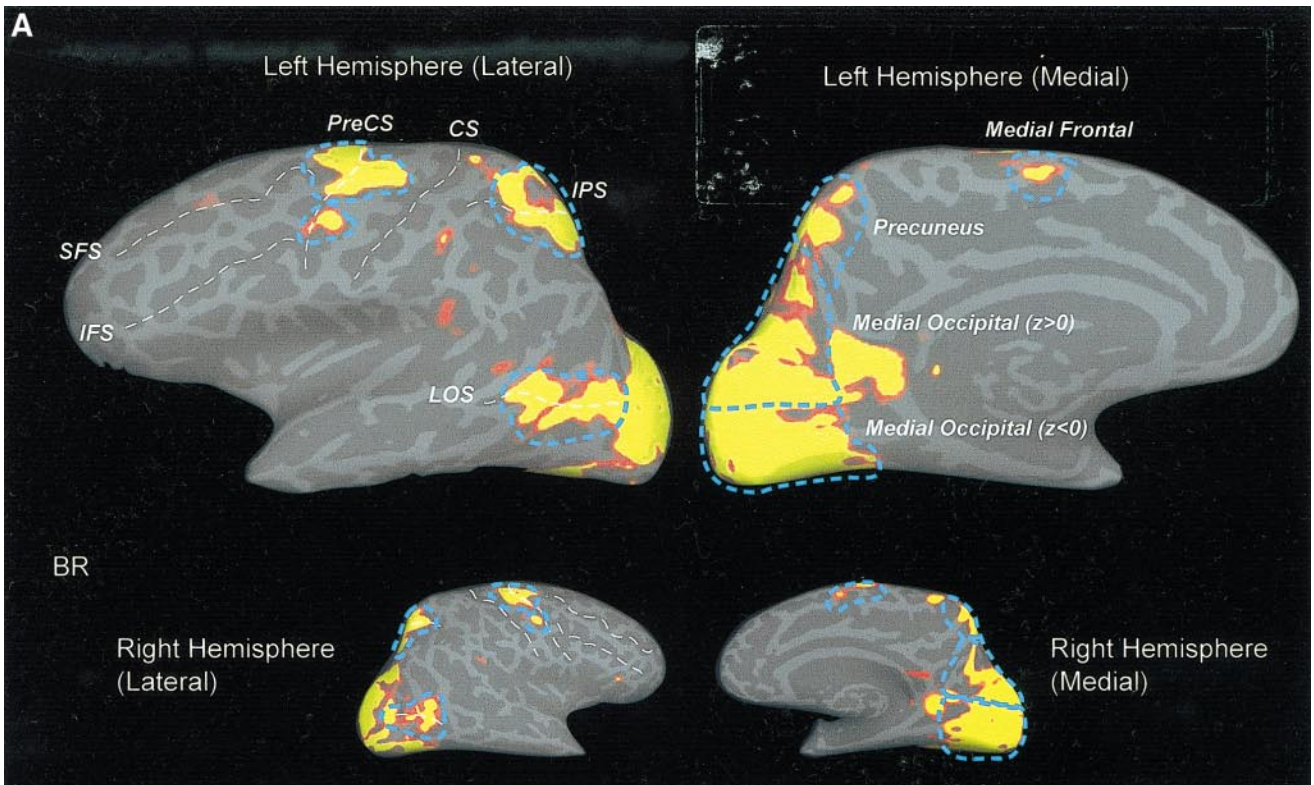 A
Left Hemisphere (Lateral)
Left Hemisphere (Medial)
PreCS
CS
Medial Frontal
IPS
SFS
Precuneus
IFS
Medial Occipital (z>0)
LOS
Medial Occipital (z<0)
BR
Right Hemisphere
(Lateral)
Right Hemisphere
(Medial)